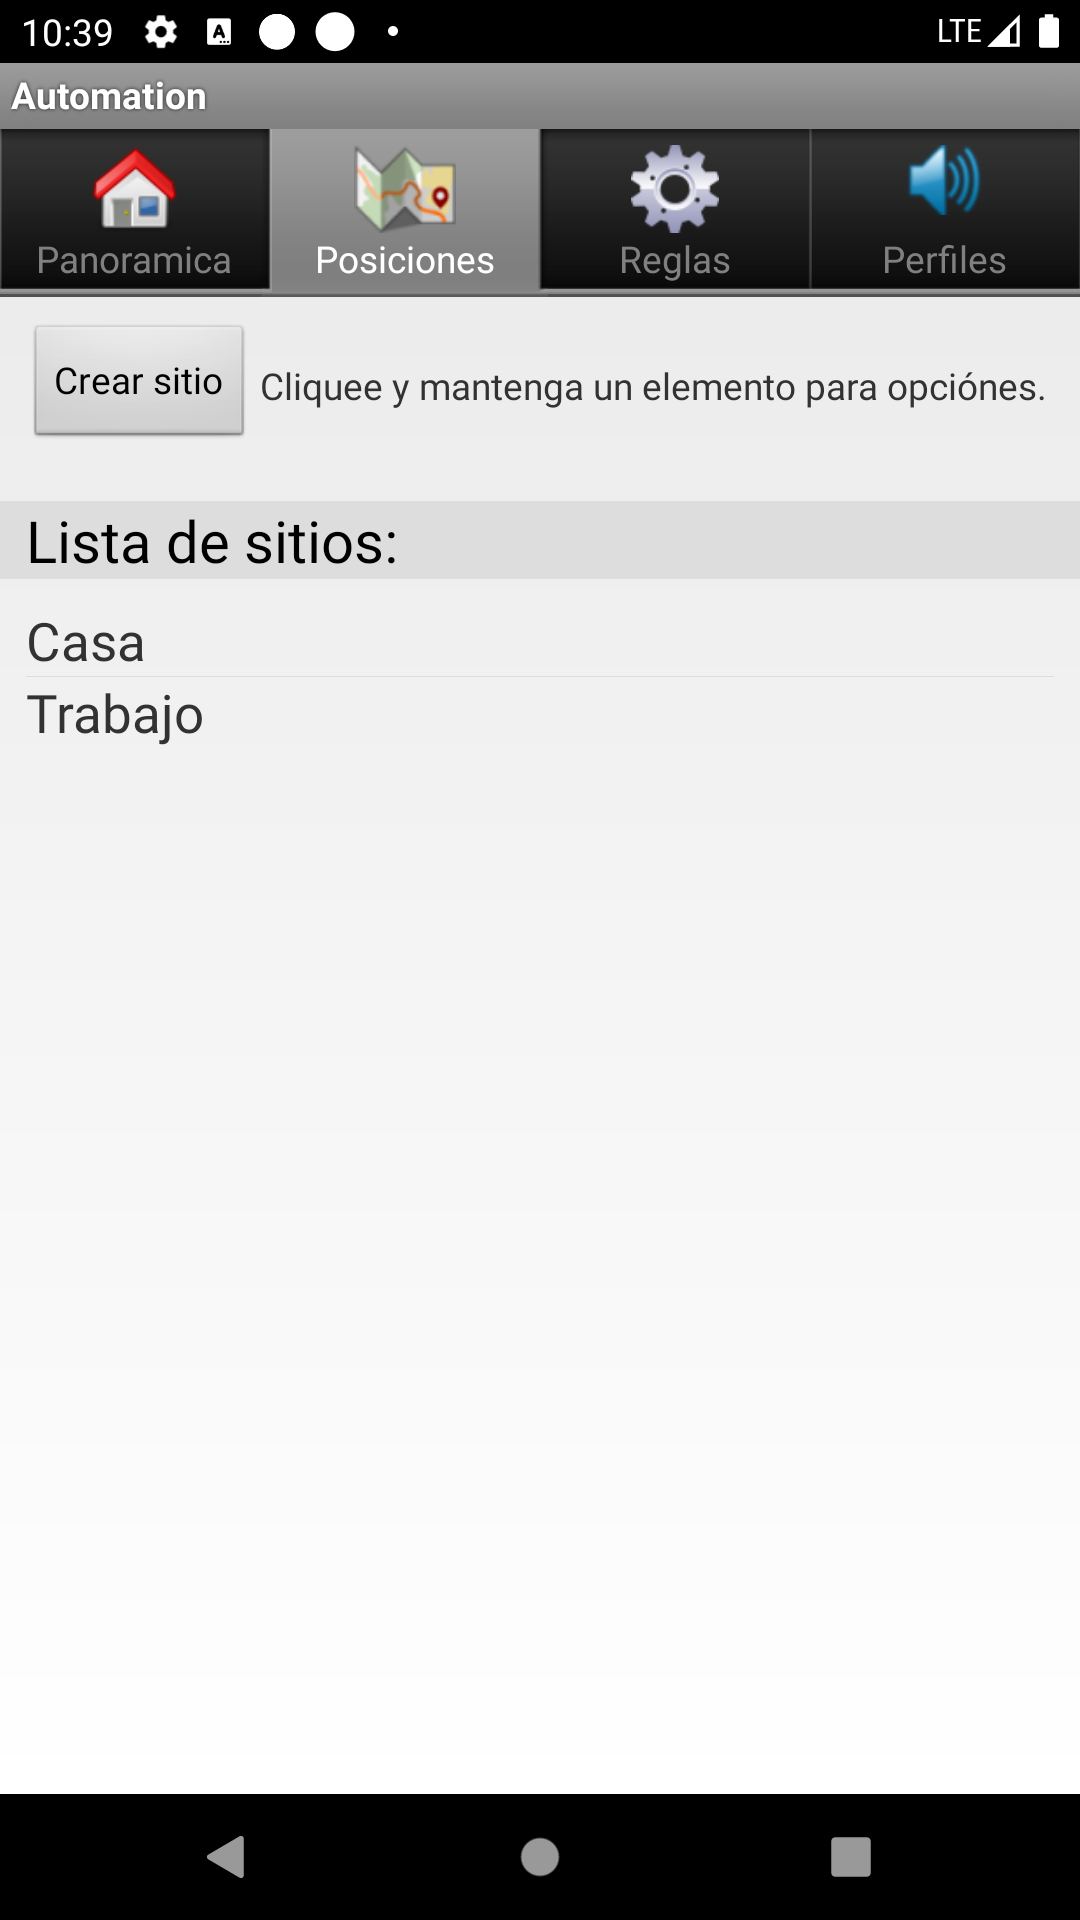 10:39
LTE
Automation
Panoramica
Posiciones
Reglas
Perfiles
Crear sitio
Cliquee y mantenga un elemento para opciónes.
Lista de sitios:
Casa
Trabajo